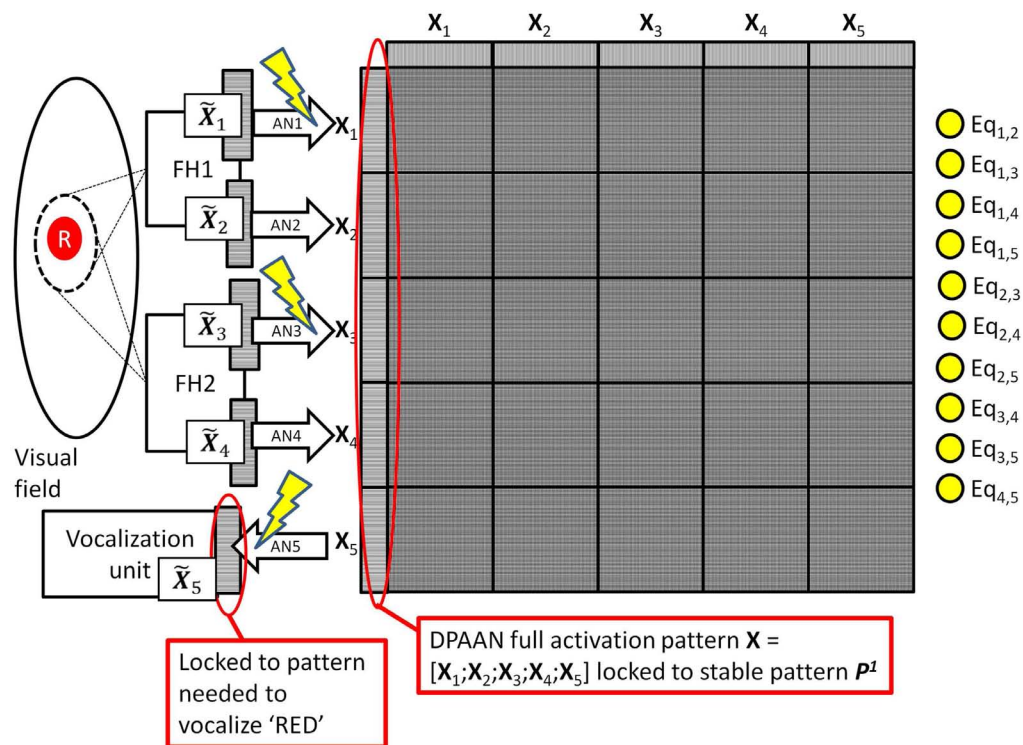 X₁ X₂ X₃ X₄ X₅
R
Visual
field
FH1
FH2
X̃₁
AN1
X₁
X̃₂
AN2
X₂
X̃₃
AN3
X₃
X̃₄
AN4
X₄
Vocalization
unit
X̃₅
AN5
X₅
Eq₁,₂
Eq₁,₃
Eq₁,₄
Eq₁,₅
Eq₂,₃
Eq₂,₄
Eq₂,₅
Eq₃,₄
Eq₃,₅
Eq₄,₅
Locked to pattern
needed to
vocalize ‘RED’
DPAAN full activation pattern X =
[X₁;X₂;X₃;X₄;X₅] locked to stable pattern P¹